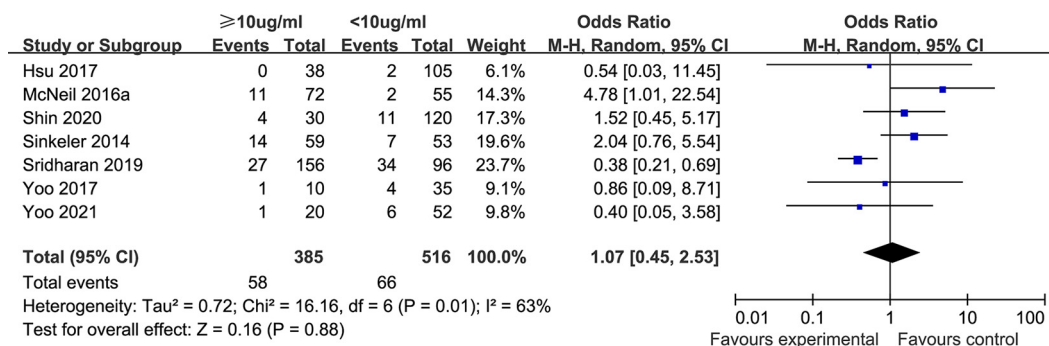 ≥10ug/ml <10ug/ml Odds Ratio Odds Ratio
Study or Subgroup Events Total Events Total Weight M-H, Random, 95% CI M-H, Random, 95% CI
Hsu 2017 0 38 2 105 6.1% 0.54 [0.03, 11.45]
McNeil 2016a 11 72 2 55 14.3% 4.78 [1.01, 22.54]
Shin 2020 4 30 11 120 17.3% 1.52 [0.45, 5.17]
Sinkeler 2014 14 59 7 53 19.6% 2.04 [0.76, 5.54]
Sridharan 2019 27 156 34 96 23.7% 0.38 [0.21, 0.69]
Yoo 2017 1 10 4 35 9.1% 0.86 [0.09, 8.71]
Yoo 2021 1 20 6 52 9.8% 0.40 [0.05, 3.58]
Total (95% CI) 385 516 100.0% 1.07 [0.45, 2.53]
Total events 58 66
Heterogeneity: Tau² = 0.72; Chi² = 16.16, df = 6 (P = 0.01); I² = 63%
Test for overall effect: Z = 0.16 (P = 0.88)
0.01 0.1 1 10 100
Favours experimental Favours control